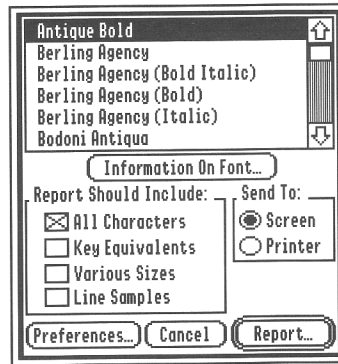 Antique Bold
Berling Agency
Berling Agency (Bold Italic)
Berling Agency (Bold)
Berling Agency (Italic)
Bodoni Antiqua
Information On Font...
Report Should Include:
Send To:
All Characters
Screen
Key Equivalents
Printer
Various Sizes
Line Samples
Preferences...
Cancel
Report...